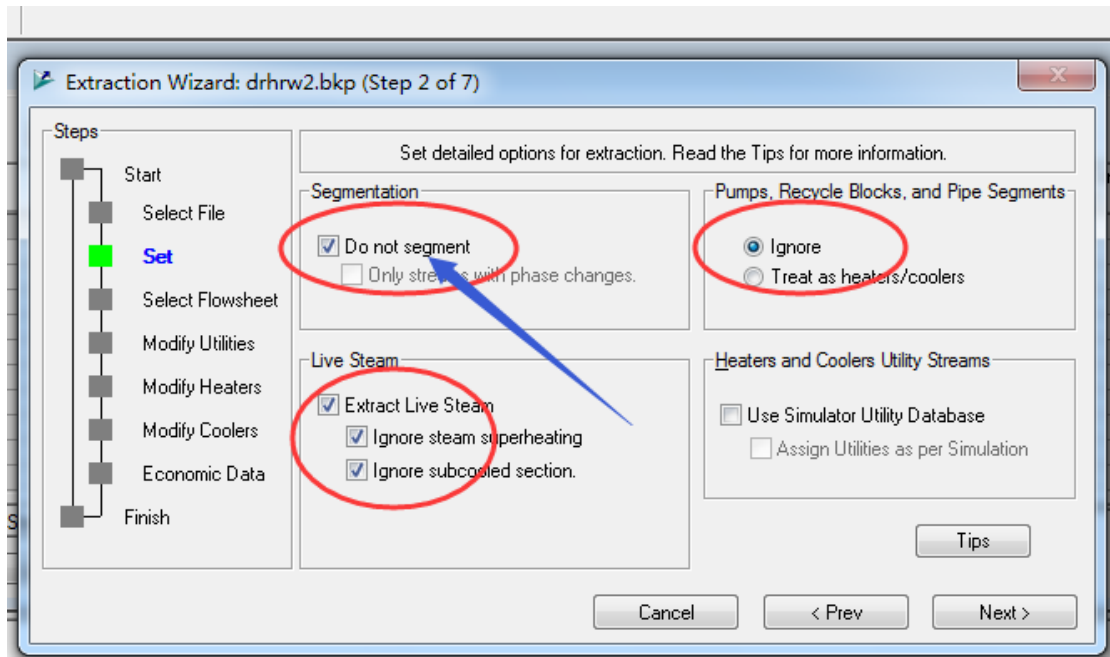 Extraction Wizard: drhrw2.bkp (Step 2 of 7)
Steps
Start
Select File
Set
Select Flowsheet
Modify Utilities
Modify Heaters
Modify Coolers
Economic Data
Finish
Set detailed options for extraction. Read the Tips for more information.
Segmentation
Do not segment
Only streams with phase changes.
Pumps, Recycle Blocks, and Pipe Segments
Ignore
Treat as heaters/coolers
Live Steam
Extract Live Steam
Ignore steam superheating
Ignore subcooled section.
Heaters and Coolers Utility Streams
Use Simulator Utility Database
Assign Utilities as per Simulation
Tips
Cancel
< Prev
Next >